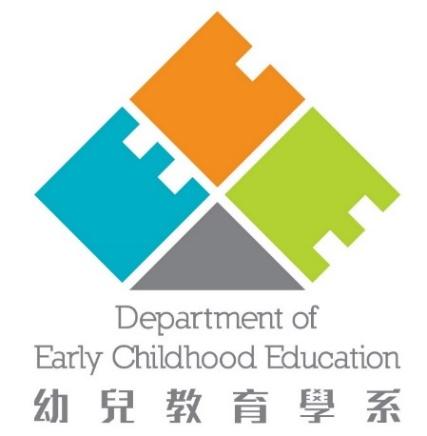 Department of
Early Childhood Education
幼兒教育學系